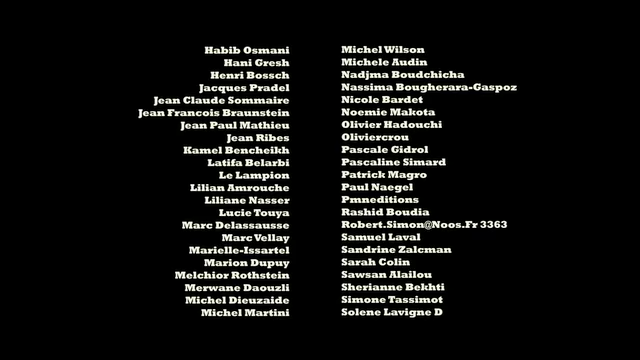 Habib Osmani
Hani Gresh
Henri Bossch
Jacques Pradel
Jean Claude Sommaire
Jean Francois Braunstein
Jean Paul Mathieu
Jean Ribes
Kamel Bencheikh
Latifa Belarbi
Le Lampion
Lilian Amrouche
Liliane Nasser
Lucie Touya
Marc Delassausse
Marc Vellay
Marielle-Issartel
Marion Dupuy
Melchior Rothstein
Merwane Daouzli
Michel Dieuzaide
Michel Martini
Michel Wilson
Michele Audin
Nadjma Boudchicha
Nassima Bougherara-Gaspoz
Nicole Bardet
Noemie Makota
Olivier Hadouchi
Oliviercrou
Pascale Gidrol
Pascaline Simard
Patrick Magro
Paul Naegel
Pmneditions
Rashid Boudia
Robert.Simon@Noos.Fr 3363
Samuel Laval
Sandrine Zalcman
Sarah Colin
Sawsan Alailou
Sherianne Bekhti
Simone Tassimot
Solene Lavigne D